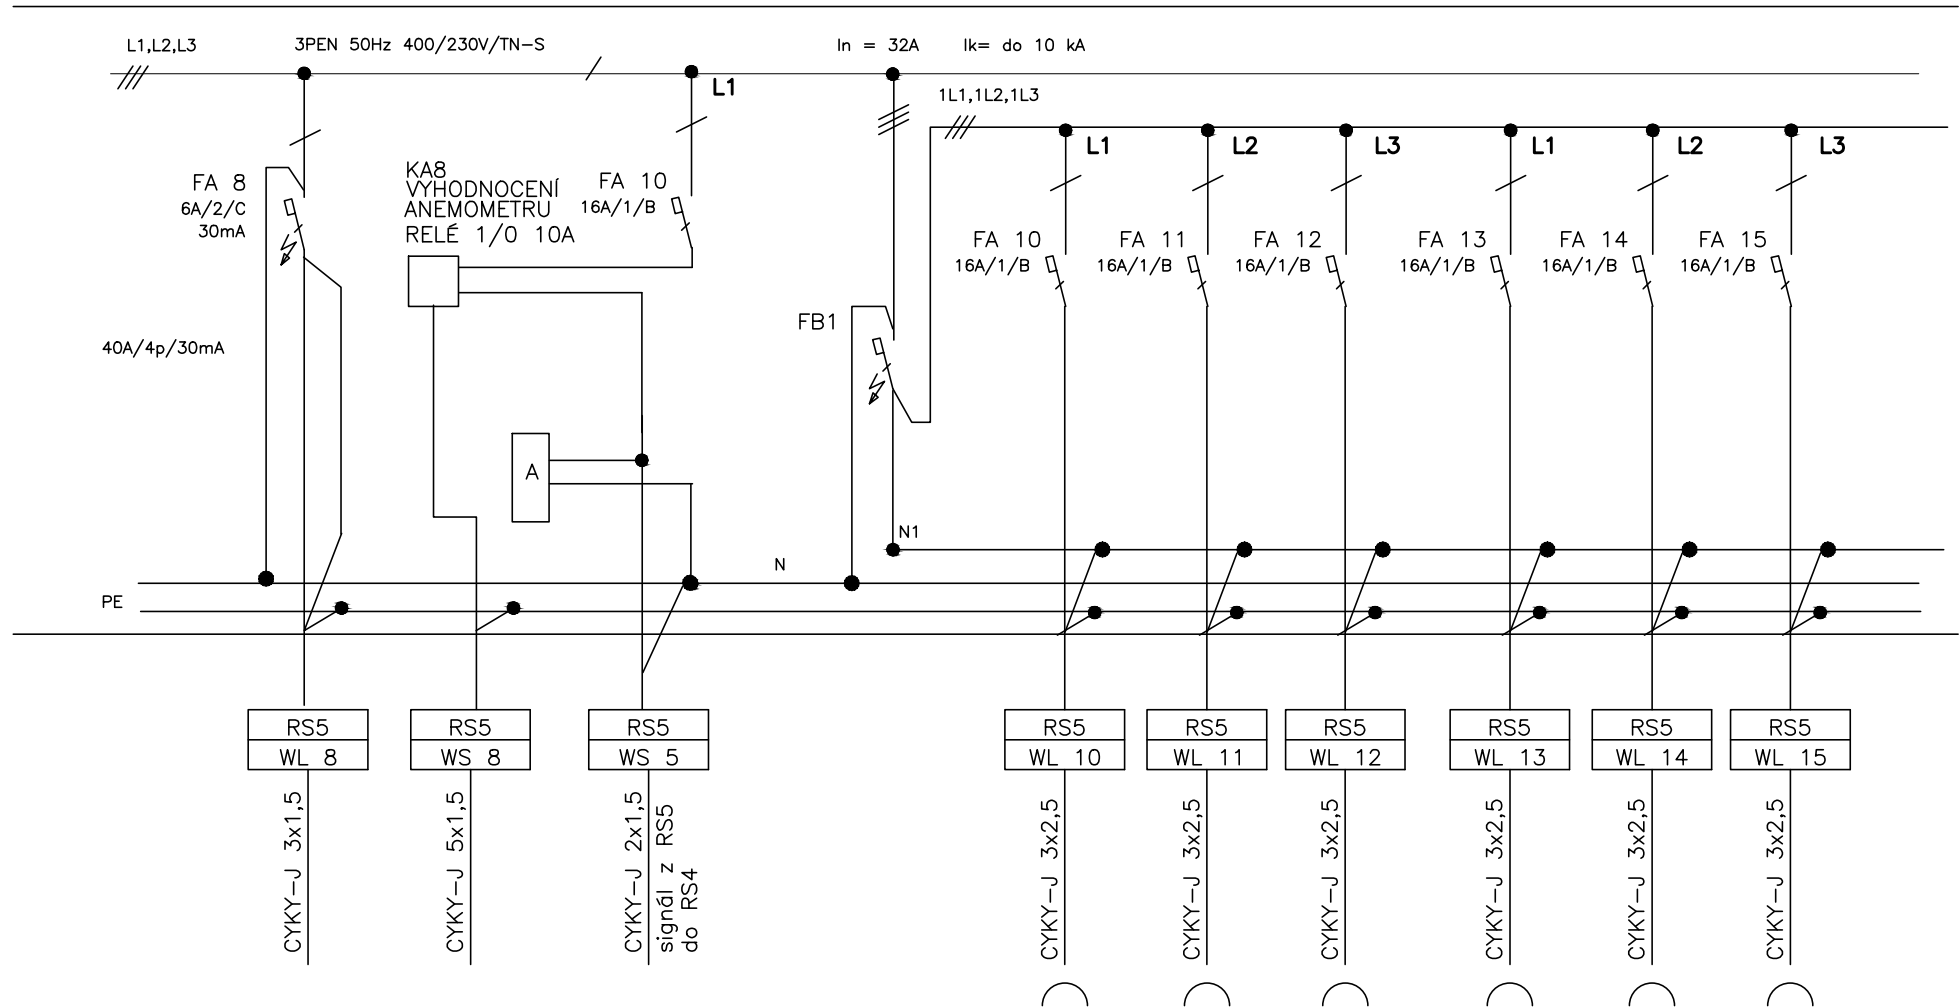 L1,L2,L3
3PEN 50Hz 400/230V/TN-S
In = 32A
Ik= do 10 kA
L1
1L1,1L2,1L3
L1
L2
L3
L1
L2
L3
FA 8
6A/2/C
30mA
KA8
VYHODNOCENÍ
ANEMOMETRU
RELÉ 1/0 10A
FA 10
16A/1/B
FA 10
16A/1/B
FA 11
16A/1/B
FA 12
16A/1/B
FA 13
16A/1/B
FA 14
16A/1/B
FA 15
16A/1/B
FB1
40A/4p/30mA
A
N1
N
PE
RS5
WL 8
RS5
WS 8
RS5
WS 5
RS5
WL 10
RS5
WL 11
RS5
WL 12
RS5
WL 13
RS5
WL 14
RS5
WL 15
CYKY-J 3x1,5
CYKY-J 5x1,5
CYKY-J 2x1,5
signál z RS5
do RS4
CYKY-J 3x2,5
CYKY-J 3x2,5
CYKY-J 3x2,5
CYKY-J 3x2,5
CYKY-J 3x2,5
CYKY-J 3x2,5